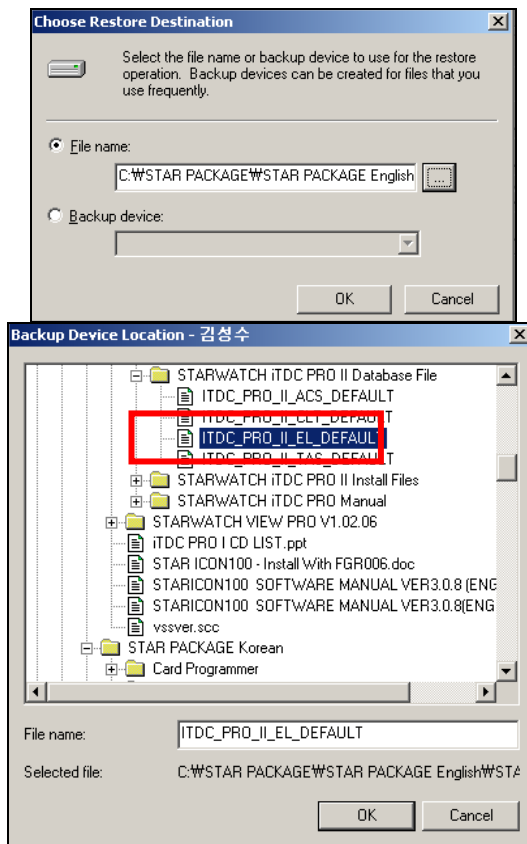 Choose Restore Destination
Select the file name or backup device to use for the restore
operation. Backup devices can be created for files that you
use frequently.
File name:
C:₩STAR PACKAGE₩STAR PACKAGE English
...
Backup device:
OK Cancel
Backup Device Location - 김성수
STARWATCH iTDC PRO II Database File
ITDC_PRO_II_ACS_DEFAULT
ITDC_PRO_II_CLT_DEFAULT
ITDC_PRO_II_EL_DEFAULT
ITDC_PRO_II_TAS_DEFAULT
STARWATCH iTDC PRO II Install Files
STARWATCH iTDC PRO Manual
STARWATCH VIEW PRO V1.02.06
iTDC PRO I CD LIST.ppt
STAR ICON100 - Install With FGR006.doc
STARICON100 SOFTWARE MANUAL VER3.0.8 (ENG
STARICON100 SOFTWARE MANUAL VER3.0.8(ENG
vssver.scc
STAR PACKAGE Korean
Card Programmer
File name: ITDC_PRO_II_EL_DEFAULT
Selected file: C:₩STAR PACKAGE₩STAR PACKAGE English₩STA
OK Cancel